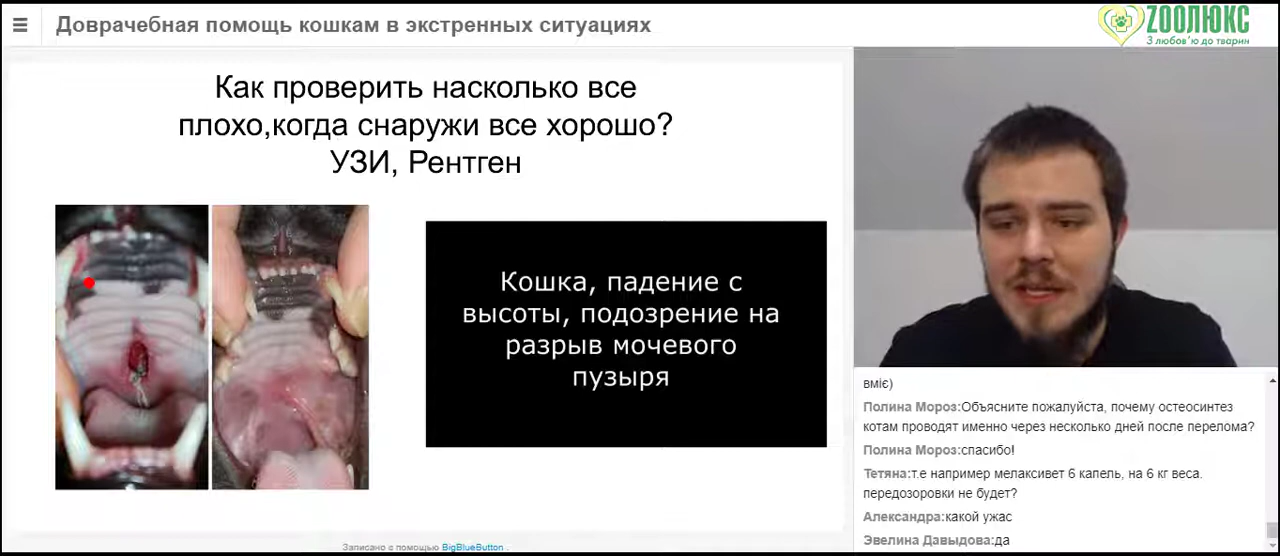 Доврачебная помощь кошкам в экстренных ситуациях
ZООЛЮКС
З любов'ю до тварин
Как проверить насколько все
плохо,когда снаружи все хорошо?
УЗИ, Рентген
Кошка, падение с
высоты, подозрение на
разрыв мочевого
пузыря
вміє)
Полина Мороз:Объясните пожалуйста, почему остеосинтез
котам проводят именно через несколько дней после перелома?
Полина Мороз:спасибо!
Тетяна:т.е например мелаксивет 6 капель, на 6 кг веса.
передозоровки не будет?
Александра:какой ужас
Эвелина Давыдова:да
Записано с помощью BigBlueButton .